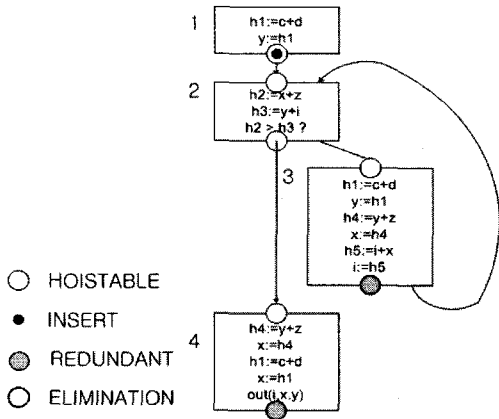 1
h1:=c+d
y:=h1
2
h2:=x+z
h3:=y+i
h2 > h3 ?
3
h1:=c+d
y:=h1
h4:=y+z
x:=h4
h5:=i+x
i:=h5
4
h4:=y+z
x:=h4
h1:=c+d
x:=h1
out(i,x,y)
HOISTABLE
INSERT
REDUNDANT
ELIMINATION